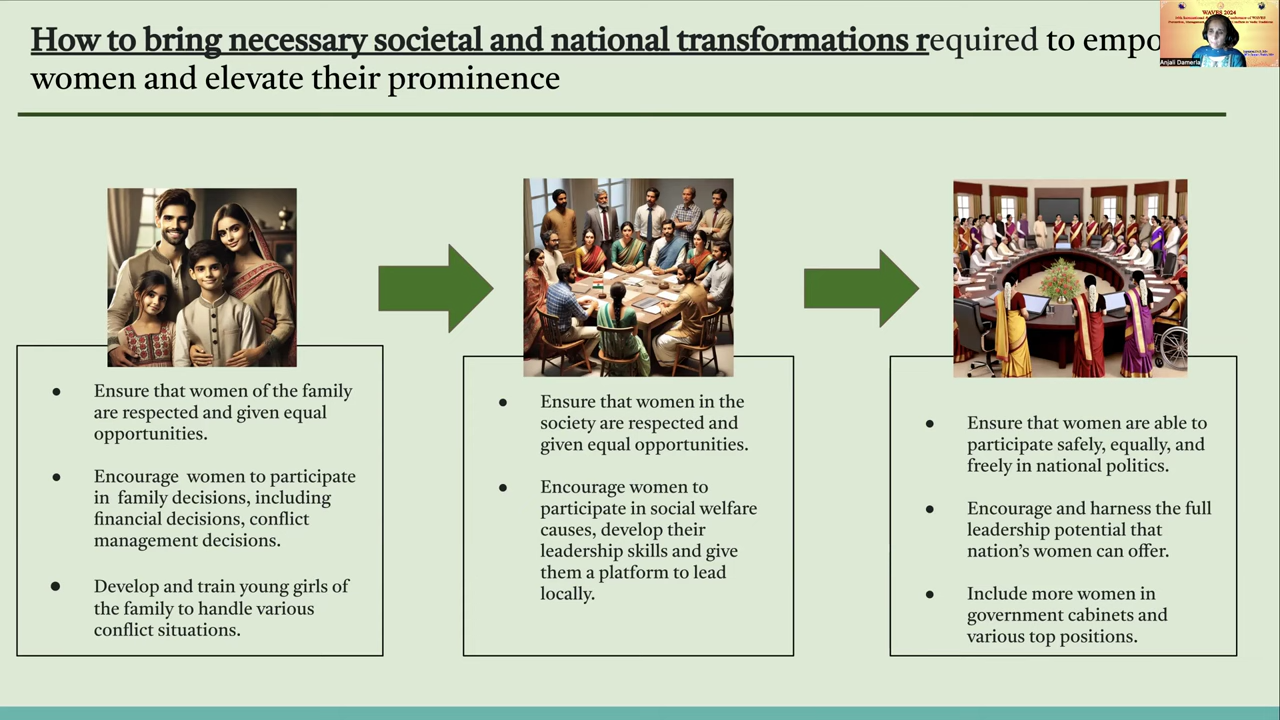 How to bring necessary societal and national transformations required to empo
women and elevate their prominence
WAVES 2024
Anjali Dameria
● Ensure that women of the family
are respected and given equal
opportunities.
● Encourage women to participate
in family decisions, including
financial decisions, conflict
management decisions.
● Develop and train young girls of
the family to handle various
conflict situations.
● Ensure that women in the
society are respected and
given equal opportunities.
● Encourage women to
participate in social welfare
causes, develop their
leadership skills and give
them a platform to lead
locally.
● Ensure that women are able to
participate safely, equally, and
freely in national politics.
● Encourage and harness the full
leadership potential that
nation’s women can offer.
● Include more women in
government cabinets and
various top positions.